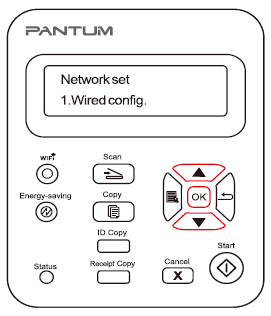 PANTUM
Network set
1.Wired config.
WiFi
Scan
OK
Energy-saving
Copy
ID Copy
Start
Status
Receipt Copy
Cancel
X